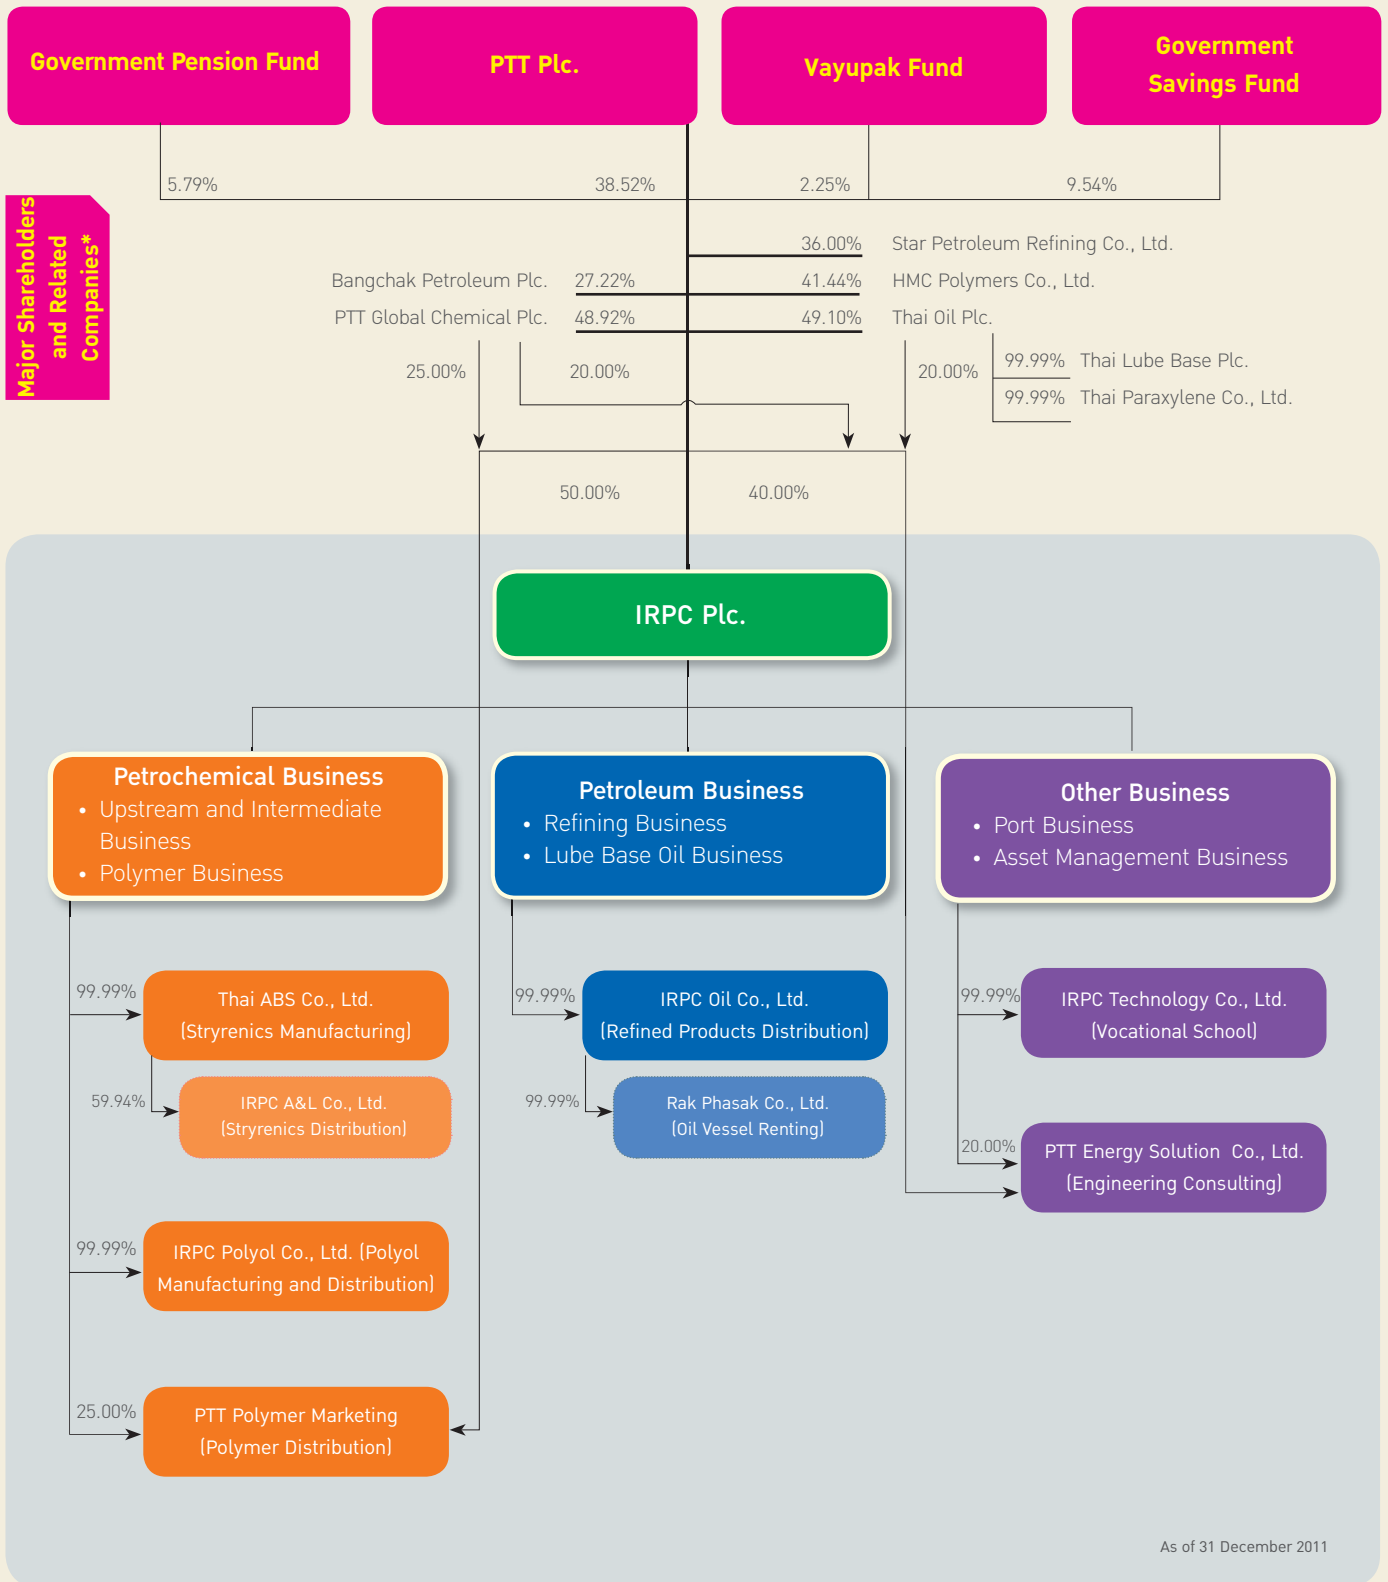 Government Pension Fund
PTT Plc.
Vayupak Fund
Government
Savings Fund
5.79%
38.52%
2.25%
9.54%
Major Shareholders
and Related
Companies*
36.00%
Star Petroleum Refining Co., Ltd.
Bangchak Petroleum Plc.
27.22%
41.44%
HMC Polymers Co., Ltd.
PTT Global Chemical Plc.
48.92%
49.10%
Thai Oil Plc.
25.00%
20.00%
20.00%
99.99%
Thai Lube Base Plc.
99.99%
Thai Paraxylene Co., Ltd.
50.00%
40.00%
IRPC Plc.
Petrochemical Business
• Upstream and Intermediate
Business
• Polymer Business
Petroleum Business
• Refining Business
• Lube Base Oil Business
Other Business
• Port Business
• Asset Management Business
99.99%
Thai ABS Co., Ltd.
(Stryrenics Manufacturing)
59.94%
IRPC A&L Co., Ltd.
(Stryrenics Distribution)
99.99%
IRPC Polyol Co., Ltd. (Polyol
Manufacturing and Distribution)
25.00%
PTT Polymer Marketing
(Polymer Distribution)
99.99%
IRPC Oil Co., Ltd.
(Refined Products Distribution)
99.99%
Rak Phasak Co., Ltd.
(Oil Vessel Renting)
99.99%
IRPC Technology Co., Ltd.
(Vocational School)
20.00%
PTT Energy Solution  Co., Ltd.
(Engineering Consulting)
As of 31 December 2011